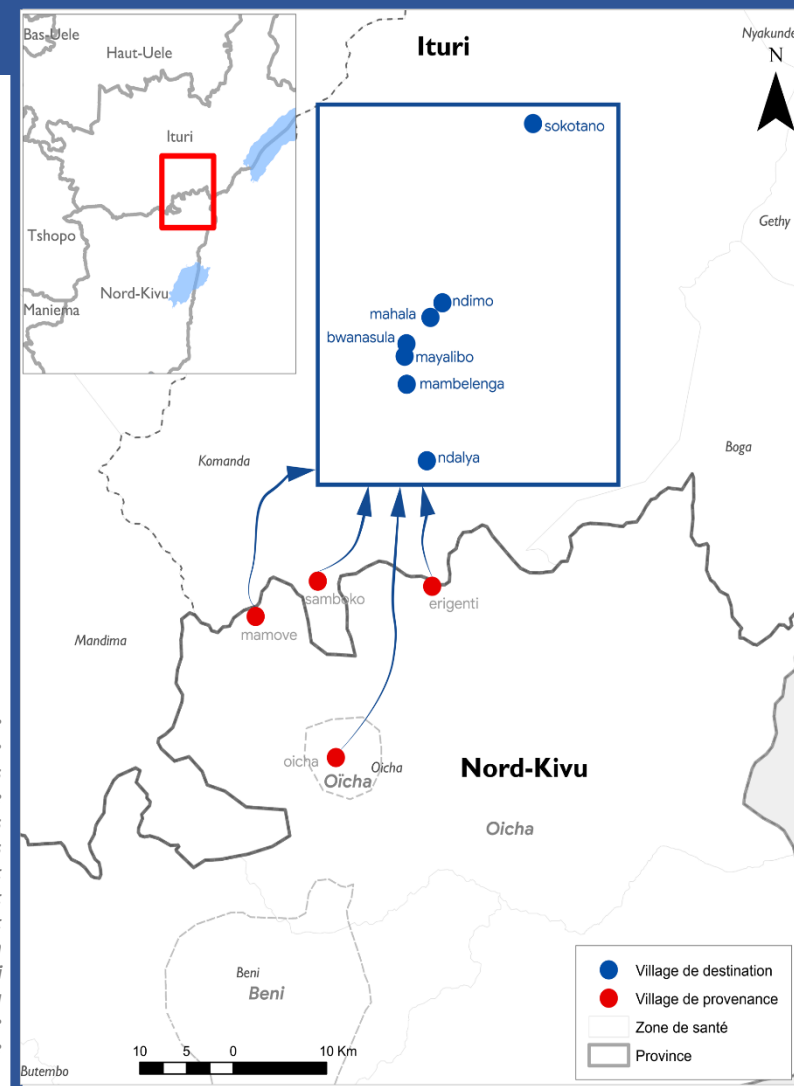 Bas-Uele
Haut-Uele
Ituri
Tshopo
Nord-Kivu
Maniema
Ituri
Nyakunde
N
sokotano
Gethy
ndimo
mahala
bwanasula
mayalibo
mambelenga
ndalya
Komanda
Boga
samboko
erigenti
mamove
Mandima
oicha
Oicha
Oïcha
Nord-Kivu
Oicha
Beni
Beni
Butembo
10 5 0 10 Km
Village de destination
Village de provenance
Zone de santé
Province